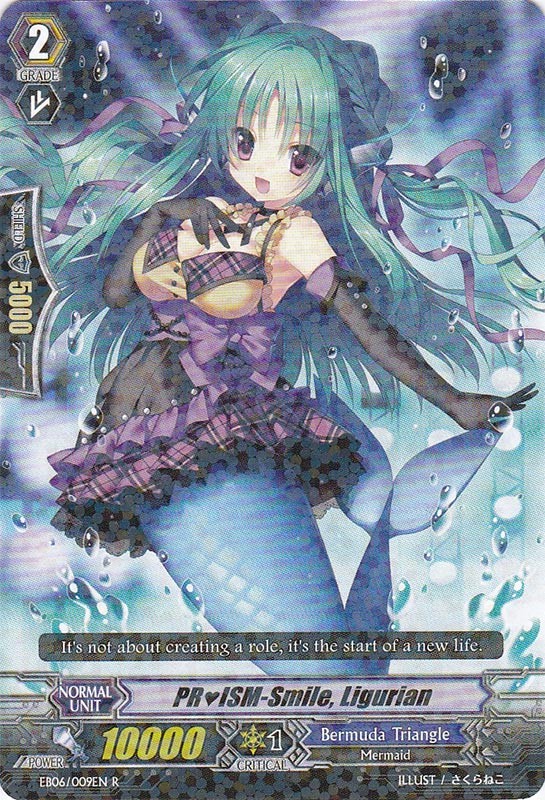 2
GRADE
SHIELD
5000
It's not about creating a role, it's the start of a new life.
NORMAL UNIT
PR♥ISM-Smile, Ligurian
POWER
10000
1
CRITICAL
Bermuda Triangle
Mermaid
EB06/009EN R
ILLUST / さくらねこ